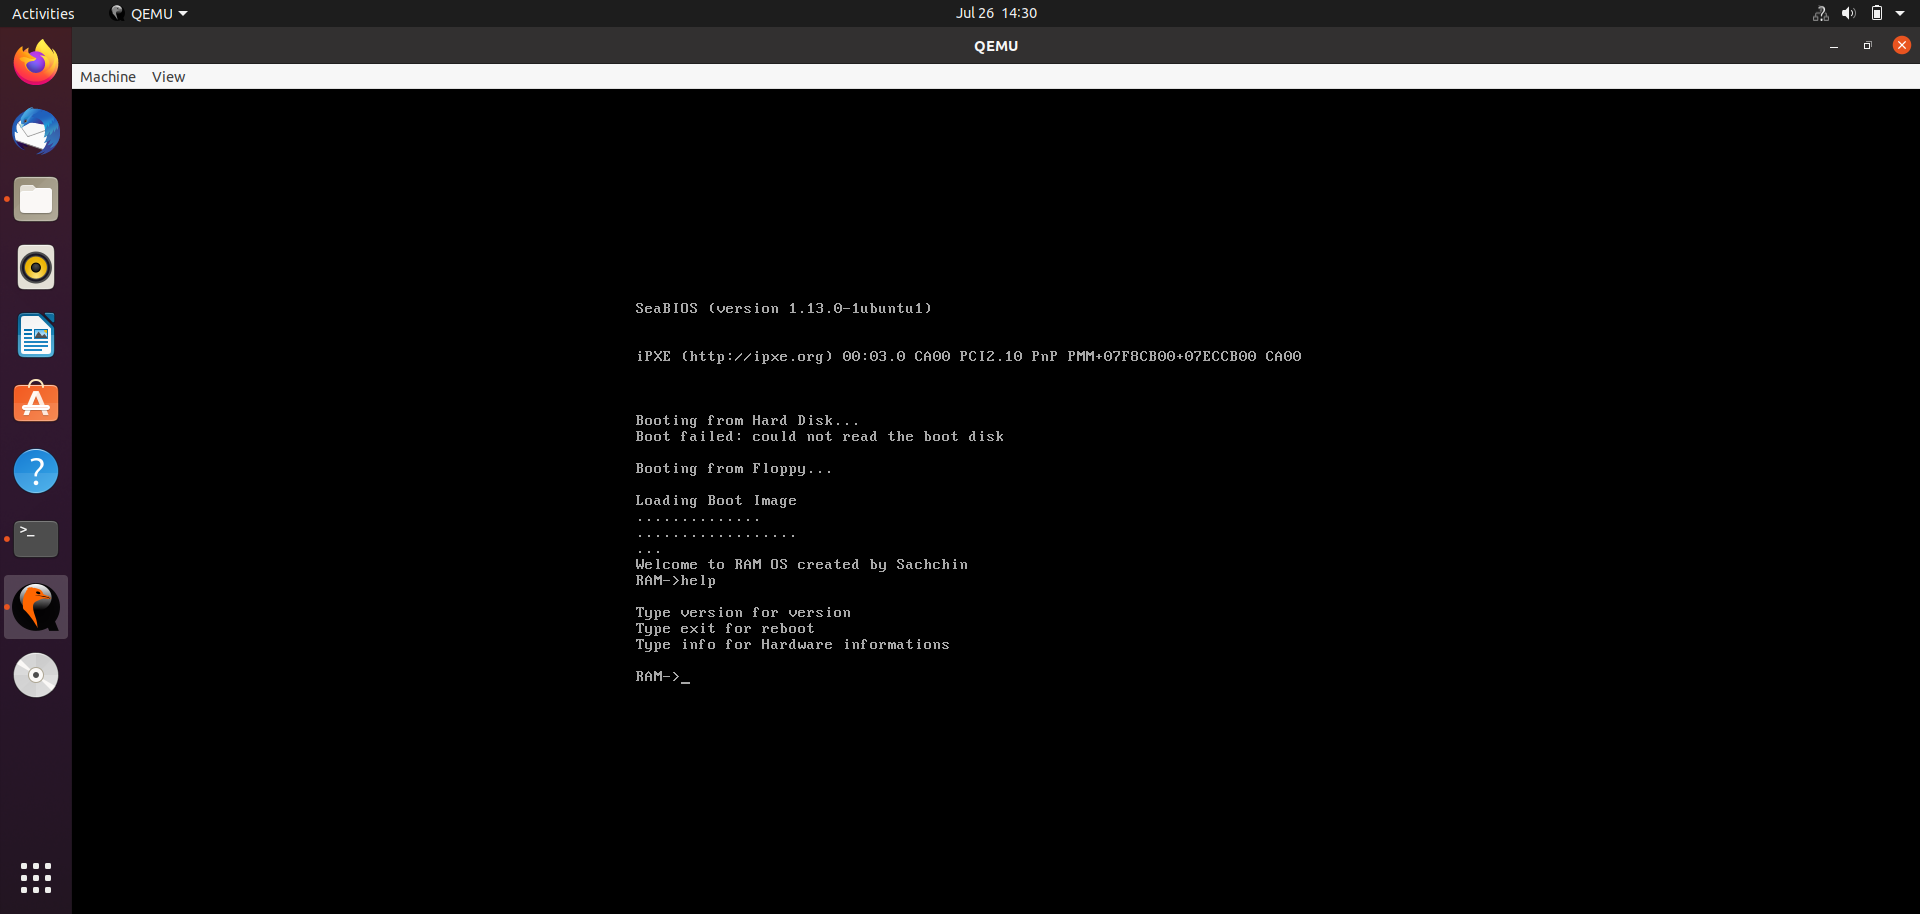 Activities
QEMU
Jul 26 14:30
QEMU
Machine View
SeaBIOS (version 1.13.0-1ubuntu1)
iPXE (http://ipxe.org) 00:03.0 CA00 PCI2.10 PnP PMM+07F8CB00+07ECCB00 CA00
Booting from Hard Disk...
Boot failed: could not read the boot disk
Booting from Floppy...
Loading Boot Image
..............
..................
...
Welcome to RAM OS created by Sachchin
RAM->help
Type version for version
Type exit for reboot
Type info for Hardware informations
RAM->_